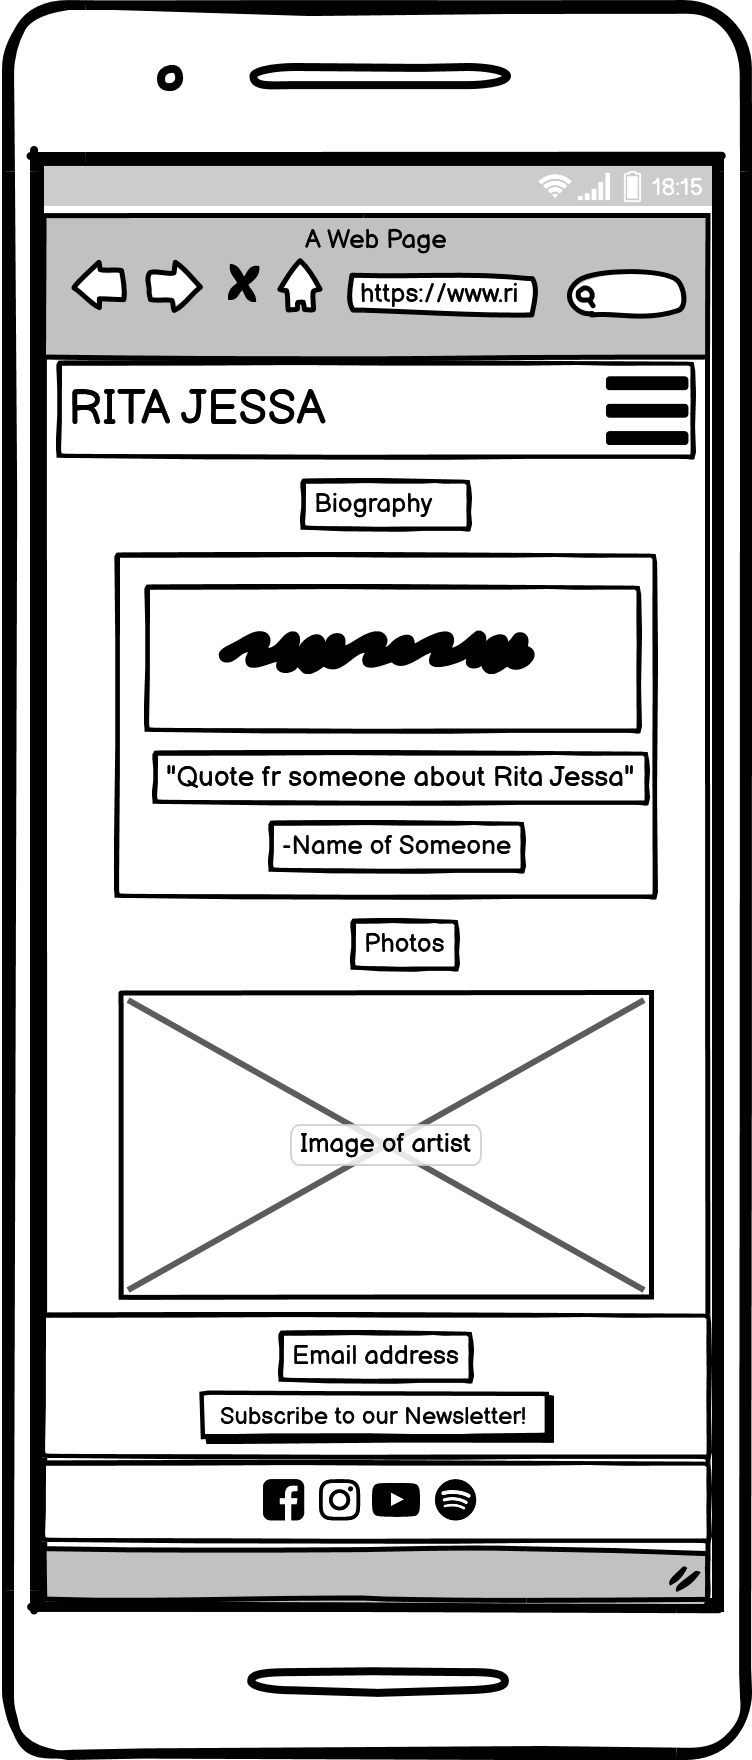 18:15
A Web Page
https://www.ri
RITA JESSA
Biography
"Quote fr someone about Rita Jessa"
-Name of Someone
Photos
Image of artist
Email address
Subscribe to our Newsletter!